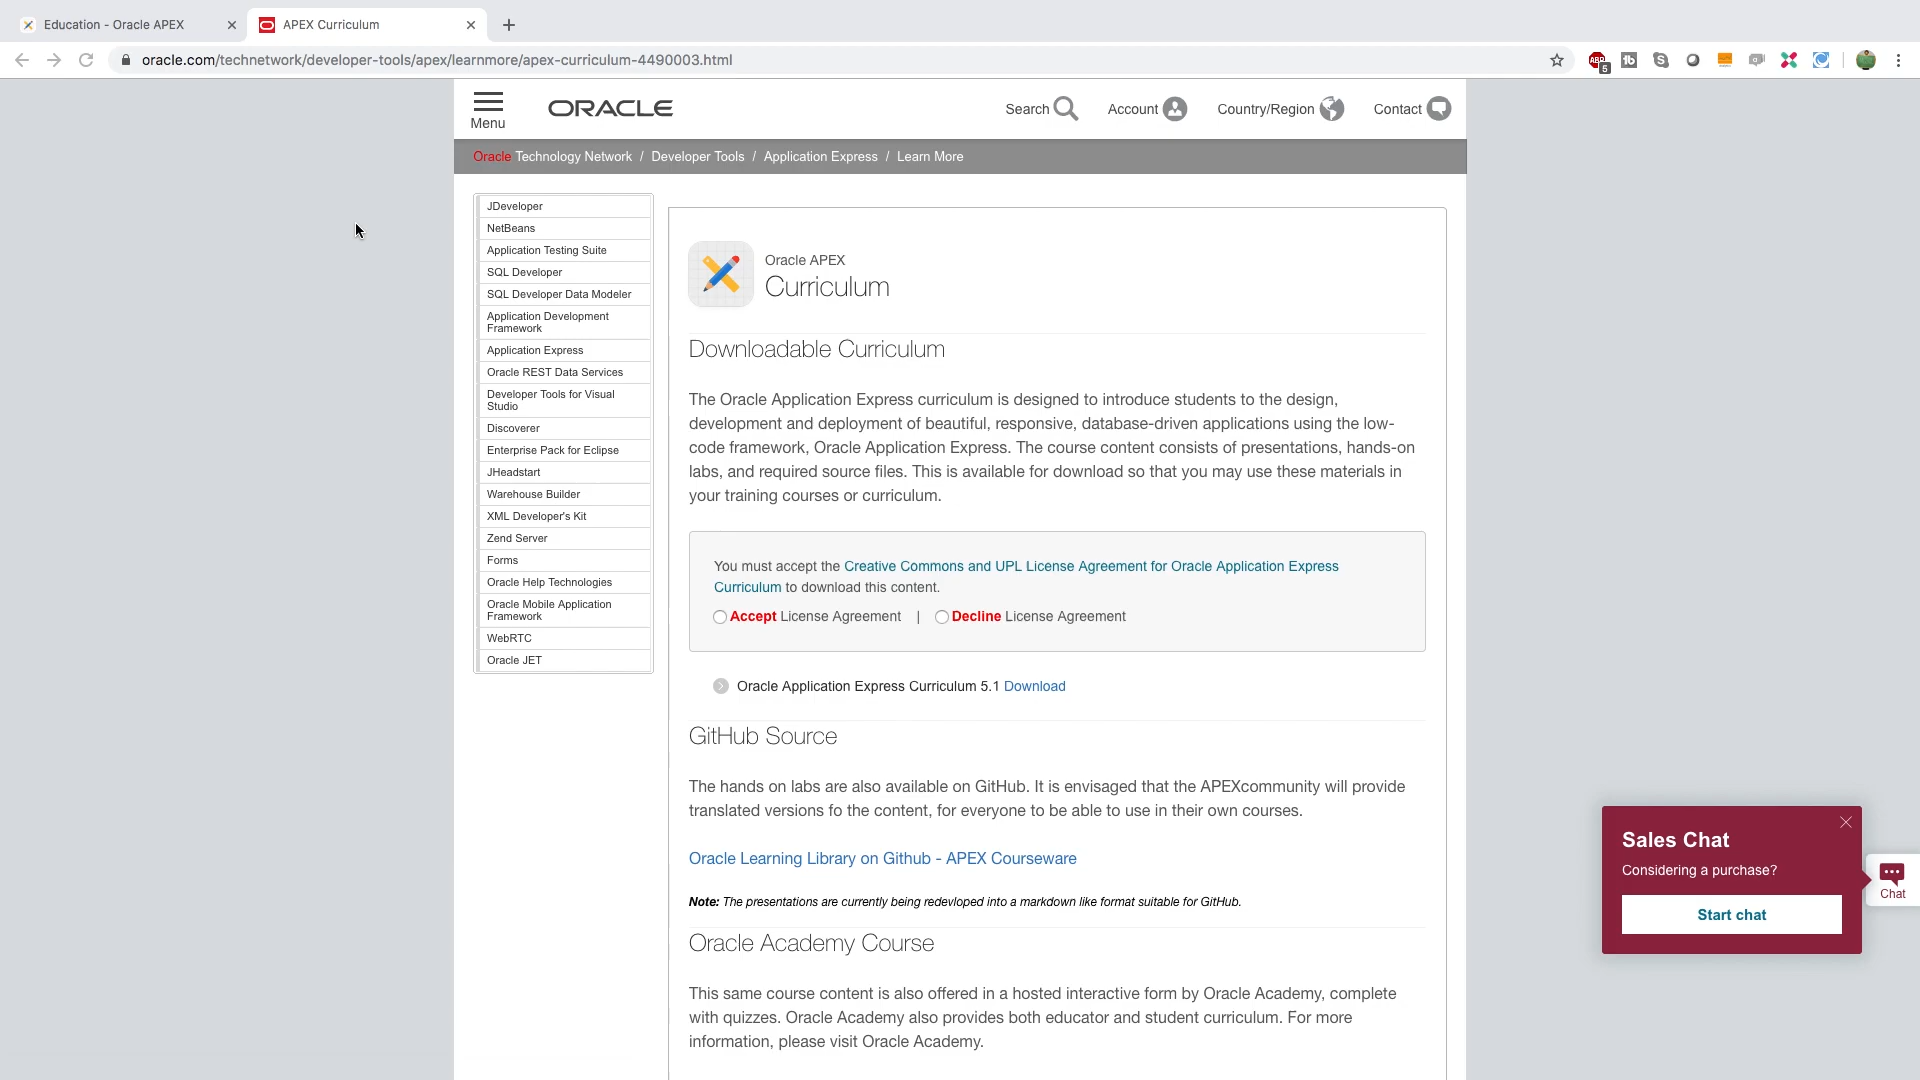 Education - Oracle APEX
APEX Curriculum
oracle.com/technetwork/developer-tools/apex/learnmore/apex-curriculum-4490003.html
ABP
5
Menu
ORACLE
Search
Account
Country/Region
Contact
Oracle Technology Network / Developer Tools / Application Express / Learn More
JDeveloper
NetBeans
Application Testing Suite
SQL Developer
SQL Developer Data Modeler
Application Development
Framework
Application Express
Oracle REST Data Services
Developer Tools for Visual
Studio
Discoverer
Enterprise Pack for Eclipse
JHeadstart
Warehouse Builder
XML Developer's Kit
Zend Server
Forms
Oracle Help Technologies
Oracle Mobile Application
Framework
WebRTC
Oracle JET
Oracle APEX
Curriculum
Downloadable Curriculum
The Oracle Application Express curriculum is designed to introduce students to the design,
development and deployment of beautiful, responsive, database-driven applications using the low-
code framework, Oracle Application Express. The course content consists of presentations, hands-on
labs, and required source files. This is available for download so that you may use these materials in
your training courses or curriculum.
You must accept the Creative Commons and UPL License Agreement for Oracle Application Express
Curriculum to download this content.
Accept License Agreement | Decline License Agreement
Oracle Application Express Curriculum 5.1 Download
GitHub Source
The hands on labs are also available on GitHub. It is envisaged that the APEXcommunity will provide
translated versions fo the content, for everyone to be able to use in their own courses.
Oracle Learning Library on Github - APEX Courseware
Note: The presentations are currently being redevloped into a markdown like format suitable for GitHub.
Oracle Academy Course
This same course content is also offered in a hosted interactive form by Oracle Academy, complete
with quizzes. Oracle Academy also provides both educator and student curriculum. For more
information, please visit Oracle Academy.
Sales Chat
Considering a purchase?
Start chat
Chat